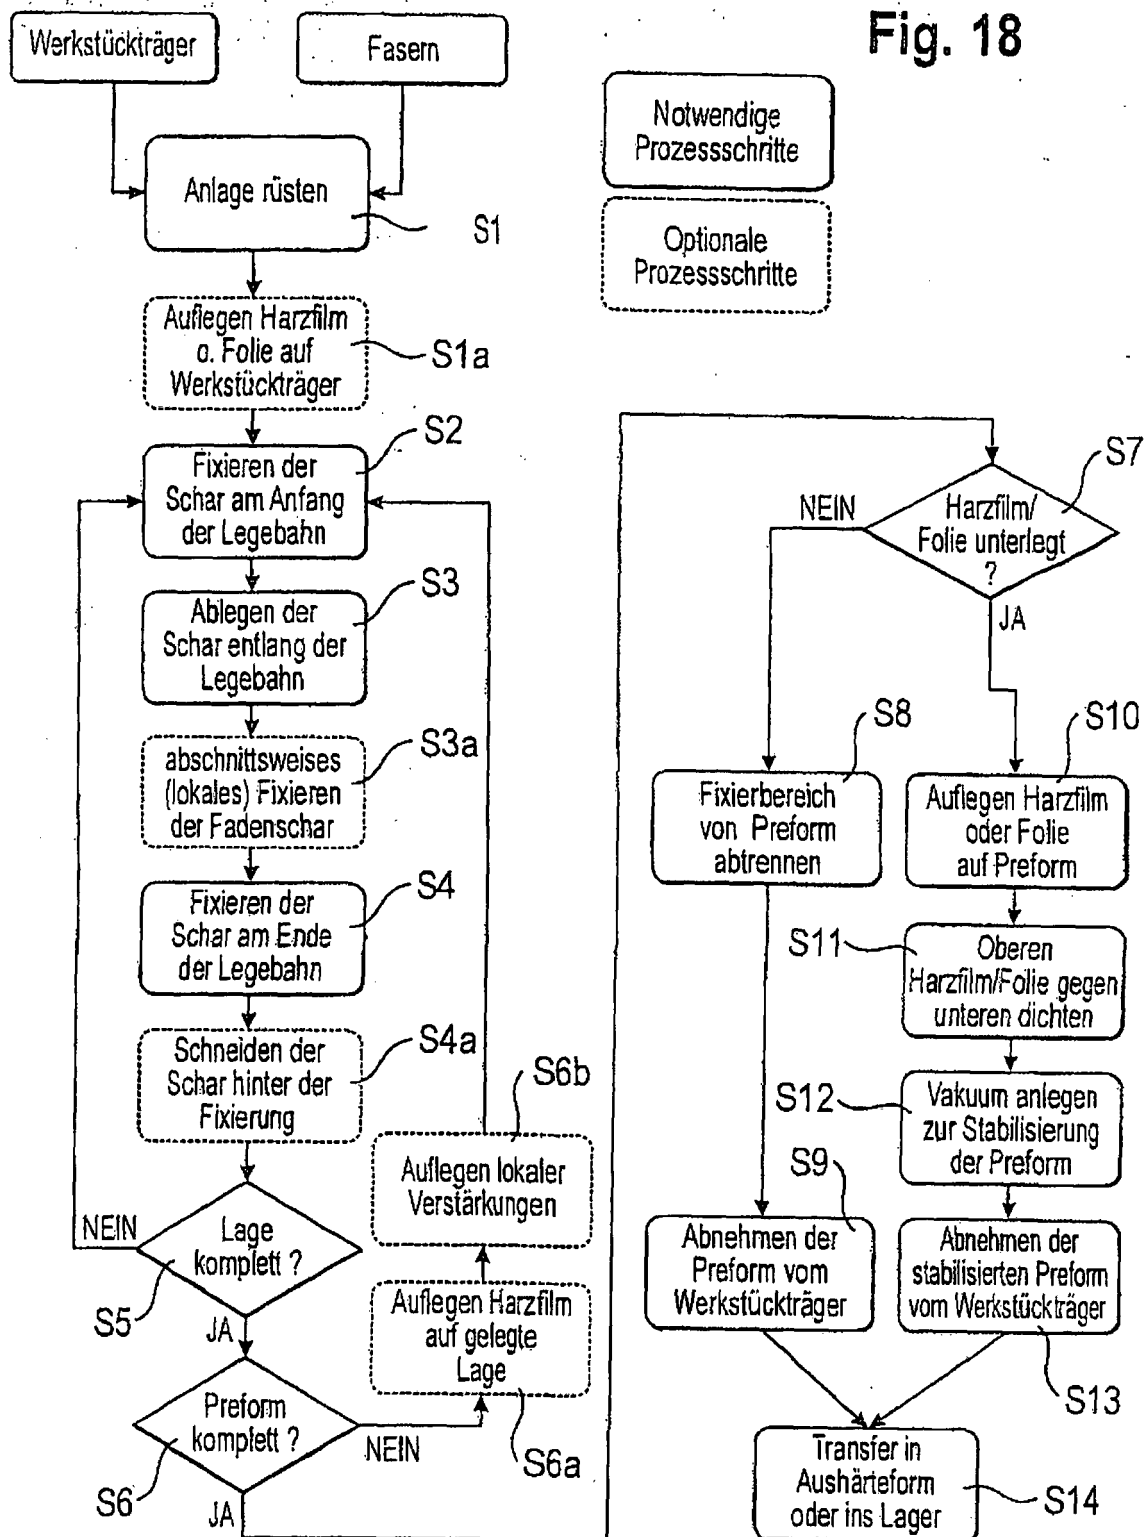 Fig. 18
Werkstückträger
Fasern
Notwendige
Prozessschritte
Optionale
Prozessschritte
Anlage rüsten
S1
Auflegen Harzfilm
o. Folie auf
Werkstückträger
S1a
Fixieren der
Schar am Anfang
der Legebahn
S2
Ablegen der
Schar entlang der
Legebahn
S3
abschnittsweises
(lokales) Fixieren
der Fadenschar
S3a
Fixieren der
Schar am Ende
der Legebahn
S4
Schneiden der
Schar hinter der
Fixierung
S4a
Lage
komplett ?
NEIN
S5
JA
Preform
komplett ?
NEIN
S6
JA
Auflegen Harzfilm
auf gelegte
Lage
S6a
Auflegen lokaler
Verstärkungen
S6b
Harzfilm/
Folie unterlegt
?
S7
NEIN
JA
Fixierbereich
von Preform
abtrennen
S8
Abnehmen der
Preform vom
Werkstückträger
S9
Auflegen Harzfilm
oder Folie
auf Preform
S10
Oberen
Harzfilm/Folie gegen
unteren dichten
S11
Vakuum anlegen
zur Stabilisierung
der Preform
S12
Abnehmen der
stabilisierten Preform
vom Werkstückträger
S13
Transfer in
Aushärteform
oder ins Lager
S14